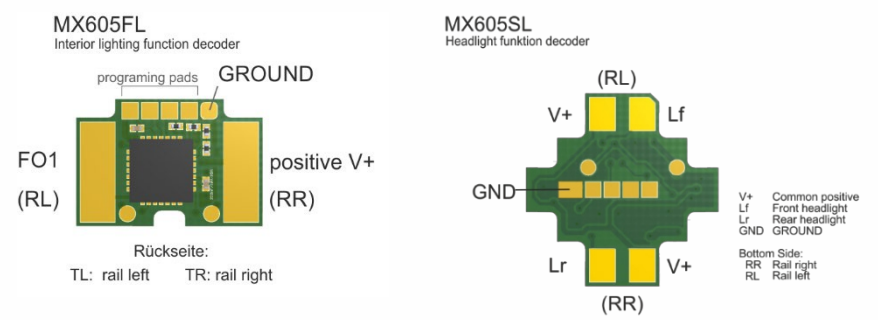 MX605FL
Interior lighting function decoder
programing pads
GROUND
FO1
positive V+
(RL)
(RR)
Rückseite:
TL: rail left TR: rail right
MX605SL
Headlight funktion decoder
(RL)
V+
Lf
GND
Lr
V+
(RR)
V+ Common positive
Lf Front headlight
Lr Rear headlight
GND GROUND
Bottom Side:
RR Rail right
RL Rail left